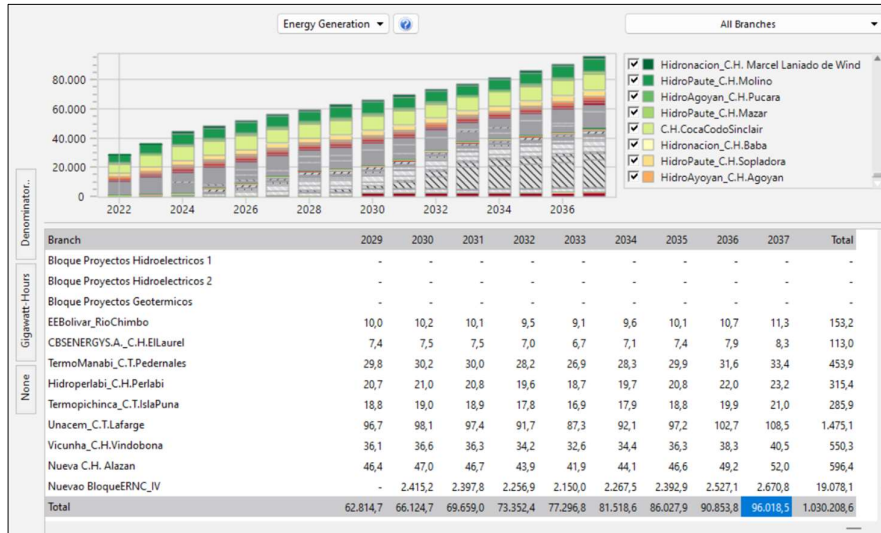 Energy Generation
All Branches
80.000
60.000
40.000
20.000
0
2022 2024 2026 2028 2030 2032 2034 2036
Hidronacion_C.H. Marcel Laniado de Wind
HidroPaute_C.H.Molino
HidroAgoyan_C.H.Pucara
HidroPaute_C.H.Mazar
C.H.CocaCodoSinclair
Hidronacion_C.H.Baba
HidroPaute_C.H.Sopladora
HidroAyoyan_C.H.Agoyan
Denominator..
Gigawatt-Hours
None
Branch 2029 2030 2031 2032 2033 2034 2035 2036 2037 Total
Bloque Proyectos Hidroelectricos 1 - - - - - - - - - -
Bloque Proyectos Hidroelectricos 2 - - - - - - - - - -
Bloque Proyectos Geotermicos - - - - - - - - - -
EEBolivar_RioChimbo 10,0 10,2 10,1 9,5 9,1 9,6 10,1 10,7 11,3 153,2
CBSENERGYS.A._C.H.ElLaurel 7,4 7,5 7,5 7,0 6,7 7,1 7,4 7,9 8,3 113,0
TermoManabi_C.T.Pedernales 29,8 30,2 30,0 28,2 26,9 28,3 29,9 31,6 33,4 453,9
Hidroperlabi_C.H.Perlabi 20,7 21,0 20,8 19,6 18,7 19,7 20,8 22,0 23,2 315,4
Termopichinca_C.T.IslaPuna 18,8 19,0 18,9 17,8 16,9 17,9 18,8 19,9 21,0 285,9
Unacem_C.T.Lafarge 96,7 98,1 97,4 91,7 87,3 92,1 97,2 102,7 108,5 1.475,1
Vicunha_C.H.Vindobona 36,1 36,6 36,3 34,2 32,6 34,4 36,3 38,3 40,5 550,3
Nueva C.H. Alazan 46,4 47,0 46,7 43,9 41,9 44,1 46,6 49,2 52,0 596,4
Nuevao BloqueERNC_IV - 2.415,2 2.397,8 2.256,9 2.150,0 2.267,5 2.392,9 2.527,1 2.670,8 19.078,1
Total 62.814,7 66.124,7 69.659,0 73.352,4 77.296,8 81.518,6 86.027,9 90.853,8 96.018,5 1.030.208,6